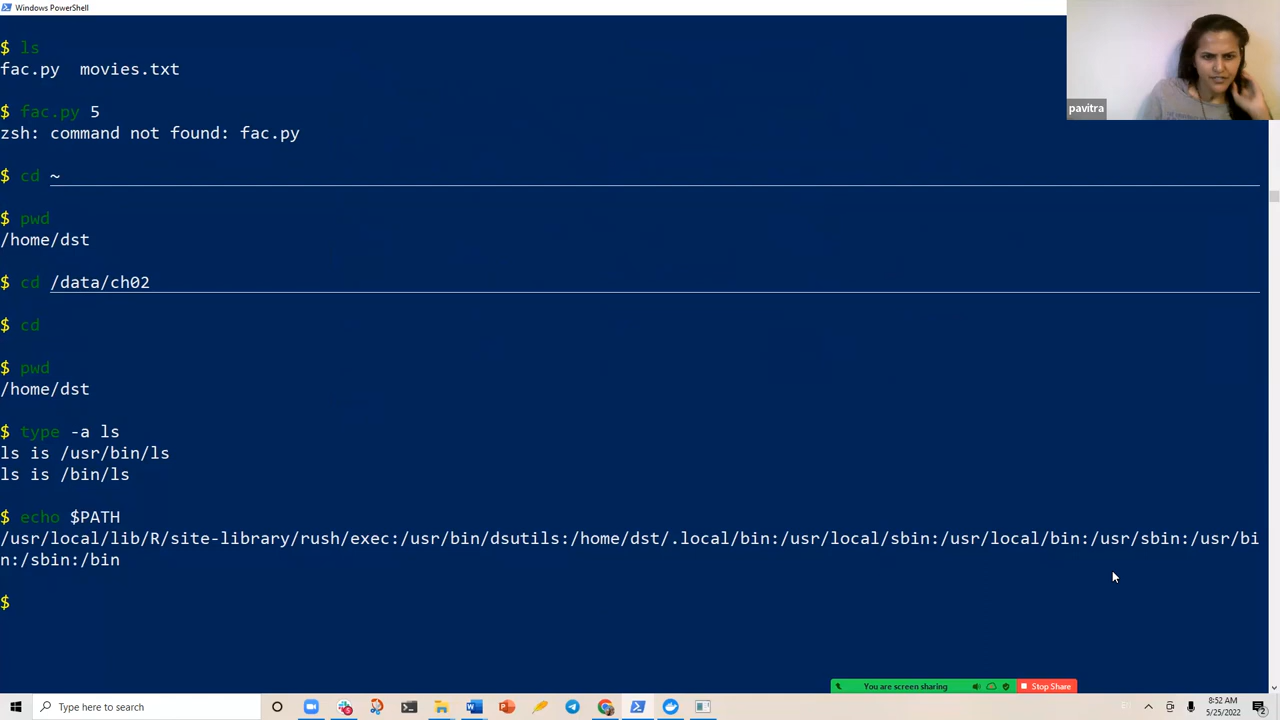 Windows PowerShell
$ ls
fac.py  movies.txt
pavitra
$ fac.py 5
zsh: command not found: fac.py
$ cd ~
$ pwd
/home/dst
$ cd /data/ch02
$ cd
$ pwd
/home/dst
$ type -a ls
ls is /usr/bin/ls
ls is /bin/ls
$ echo $PATH
/usr/local/lib/R/site-library/rush/exec:/usr/bin/dsutils:/home/dst/.local/bin:/usr/local/sbin:/usr/local/bin:/usr/sbin:/usr/bi
n:/sbin:/bin
$
You are screen sharing
Stop Share
Type here to search
8:52 AM
5/25/2022